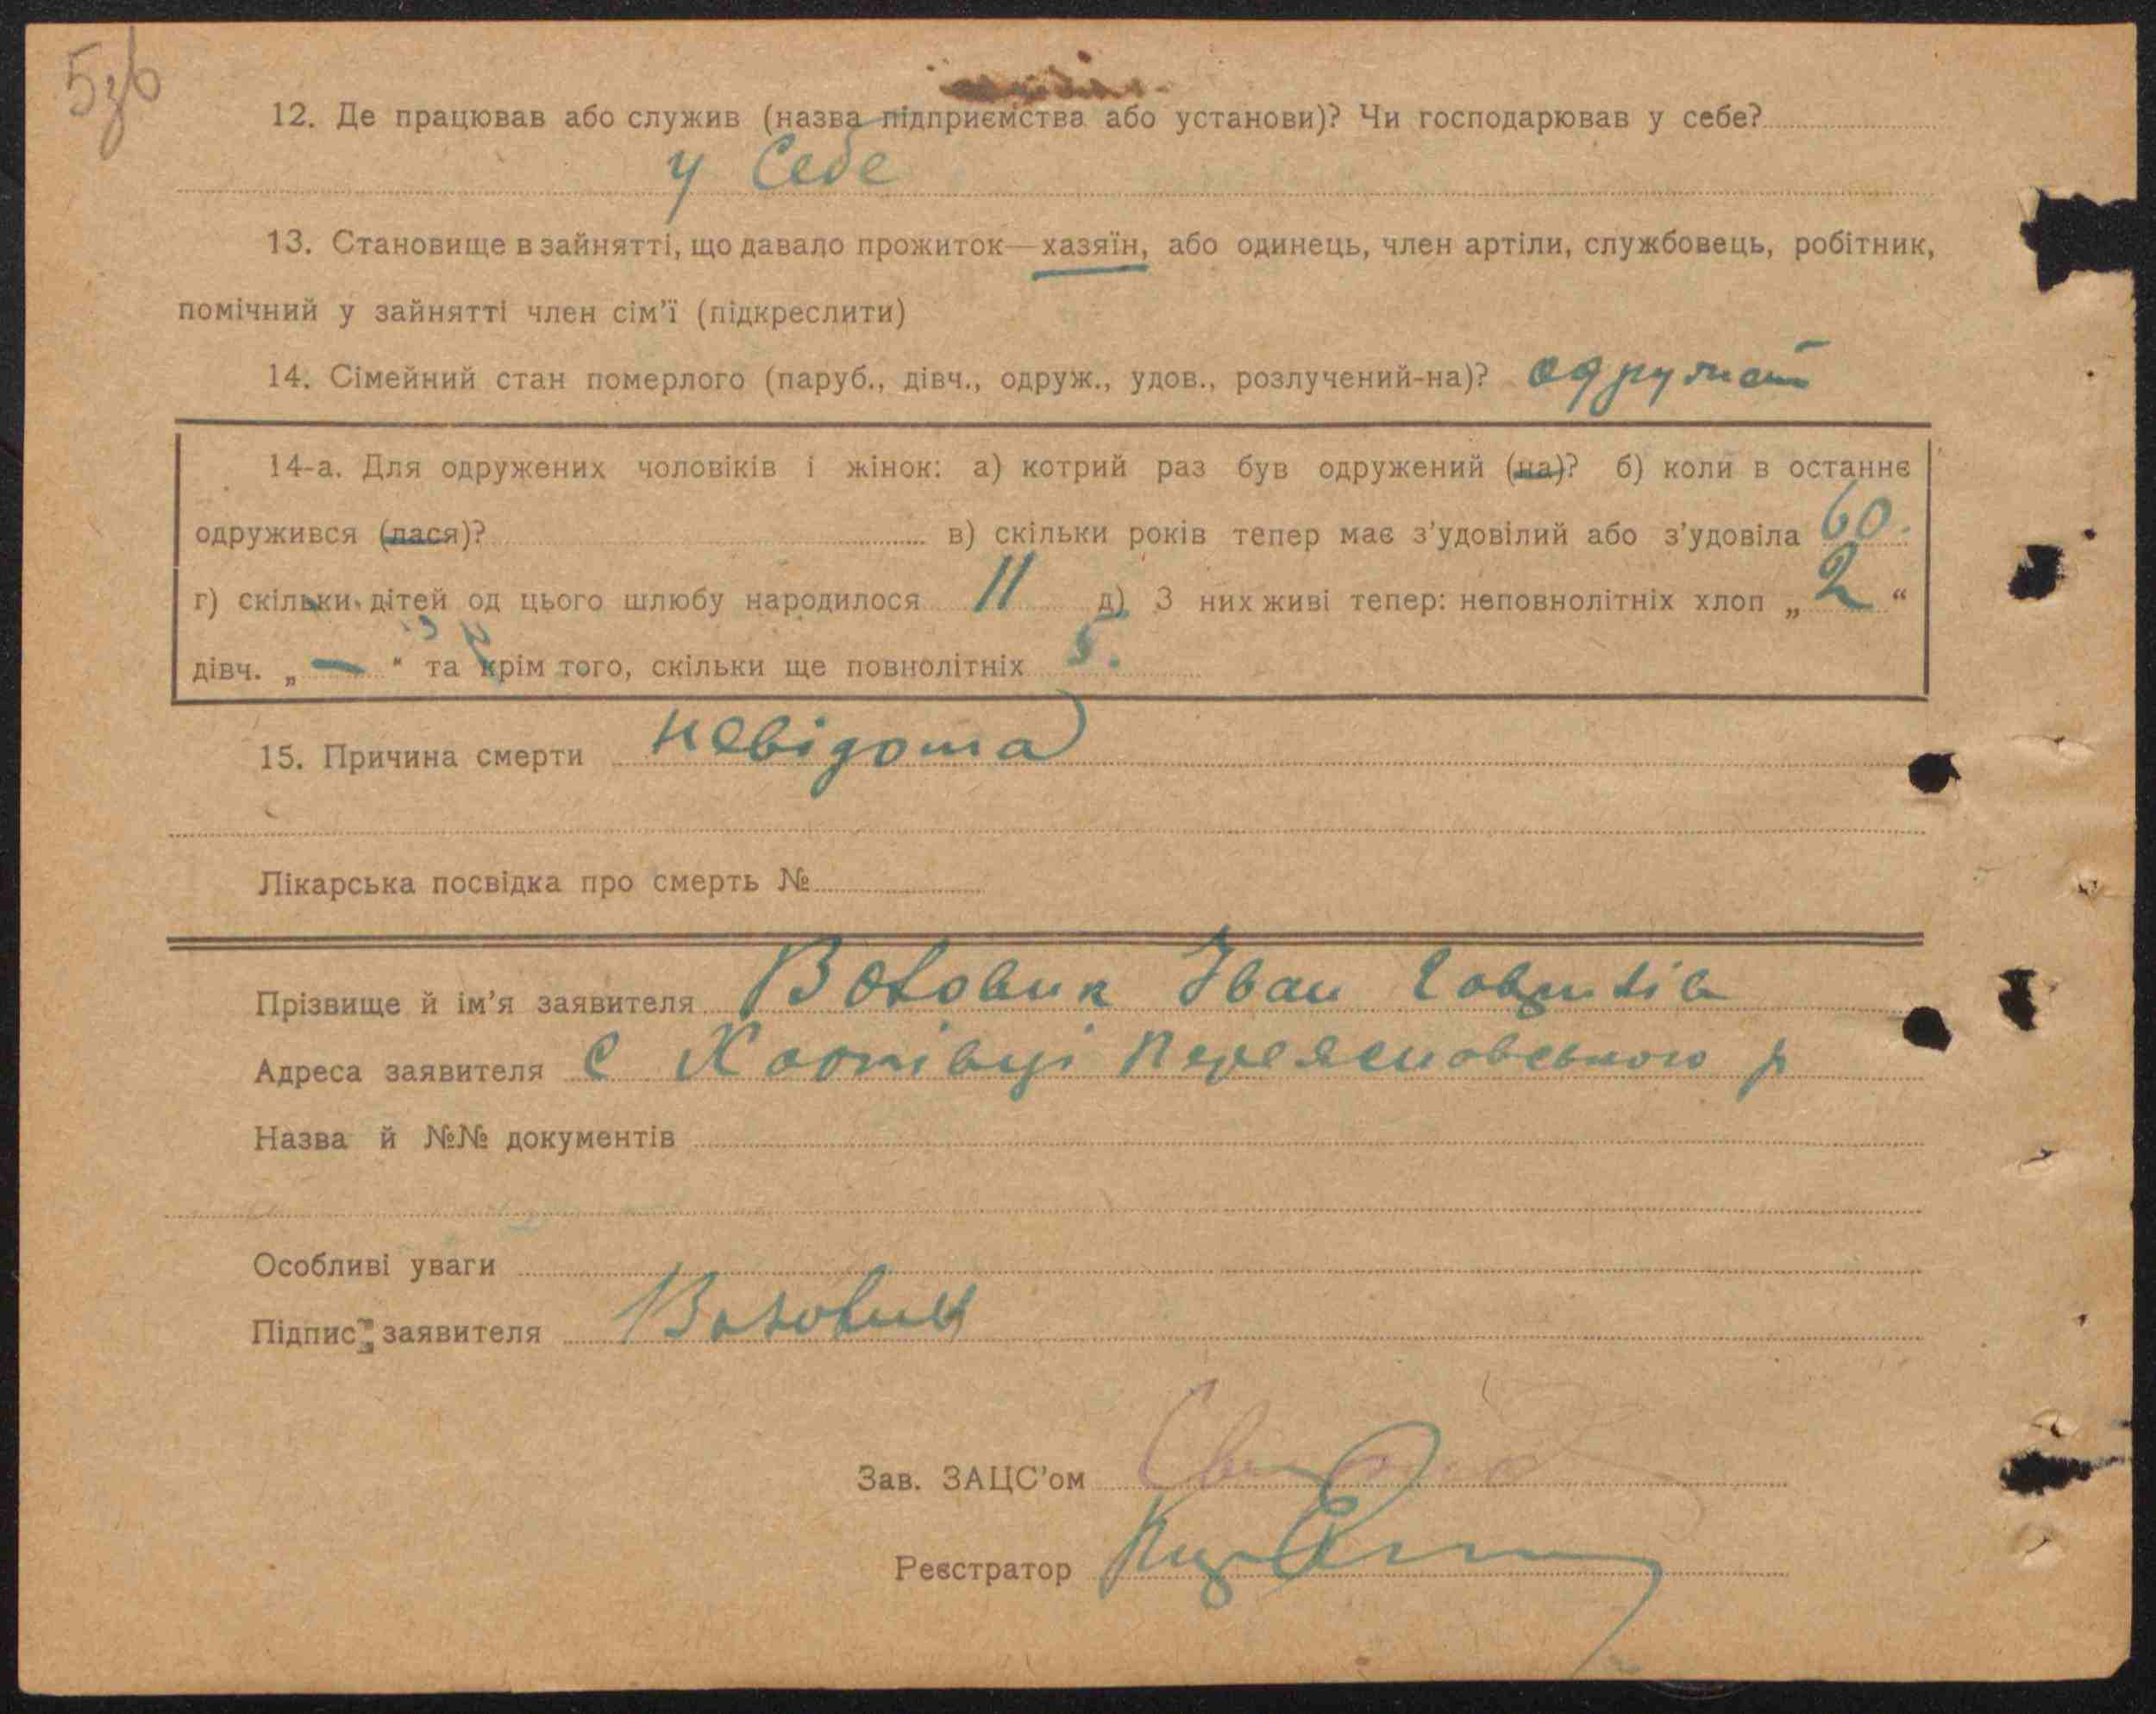 5зв
12. Де працював або служив (назва підприємства або установи)? Чи господарював у себе?
у себе
13. Становище в зайнятті, що давало прожиток—хазяїн, або одинець, член артіли, службовець, робітник,
помічний у зайнятті член сім'ї (підкреслити)
14. Сімейний стан померлого (паруб., дівч., одруж., удов., розлучений-на)?
14-а. Для одружених чоловіків і жінок: а) котрий раз був одружений (на)? б) коли в останнє
одружився (лася)? в) скільки років тепер має з'удовілий або з'удовіла 60.
г) скільки дітей од цього шлюбу народилося 11 д) З них живі тепер: неповнолітніх хлоп „ 2 “
дівч. „ — “ та крім того, скільки ще повнолітніх 5.
15. Причина смерти невідома
Лікарська посвідка про смерть №
Прізвище й ім'я заявителя Вовік Іван
Адреса заявителя с
Назва й №№ документів
Особливі уваги
Підпис заявителя
Зав. ЗАЦС'ом
Реєстратор